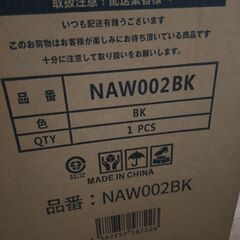 取扱注意！配送業者様へ
いつも配送有難うございます
このお荷物はお客様が楽しみにお待ち頂いている商品です
十分に注意して取り扱いをお願いします
品番 NAW002BK
色 BK
QTY 1 PCS
MADE IN CHINA
品番：NAW002BK